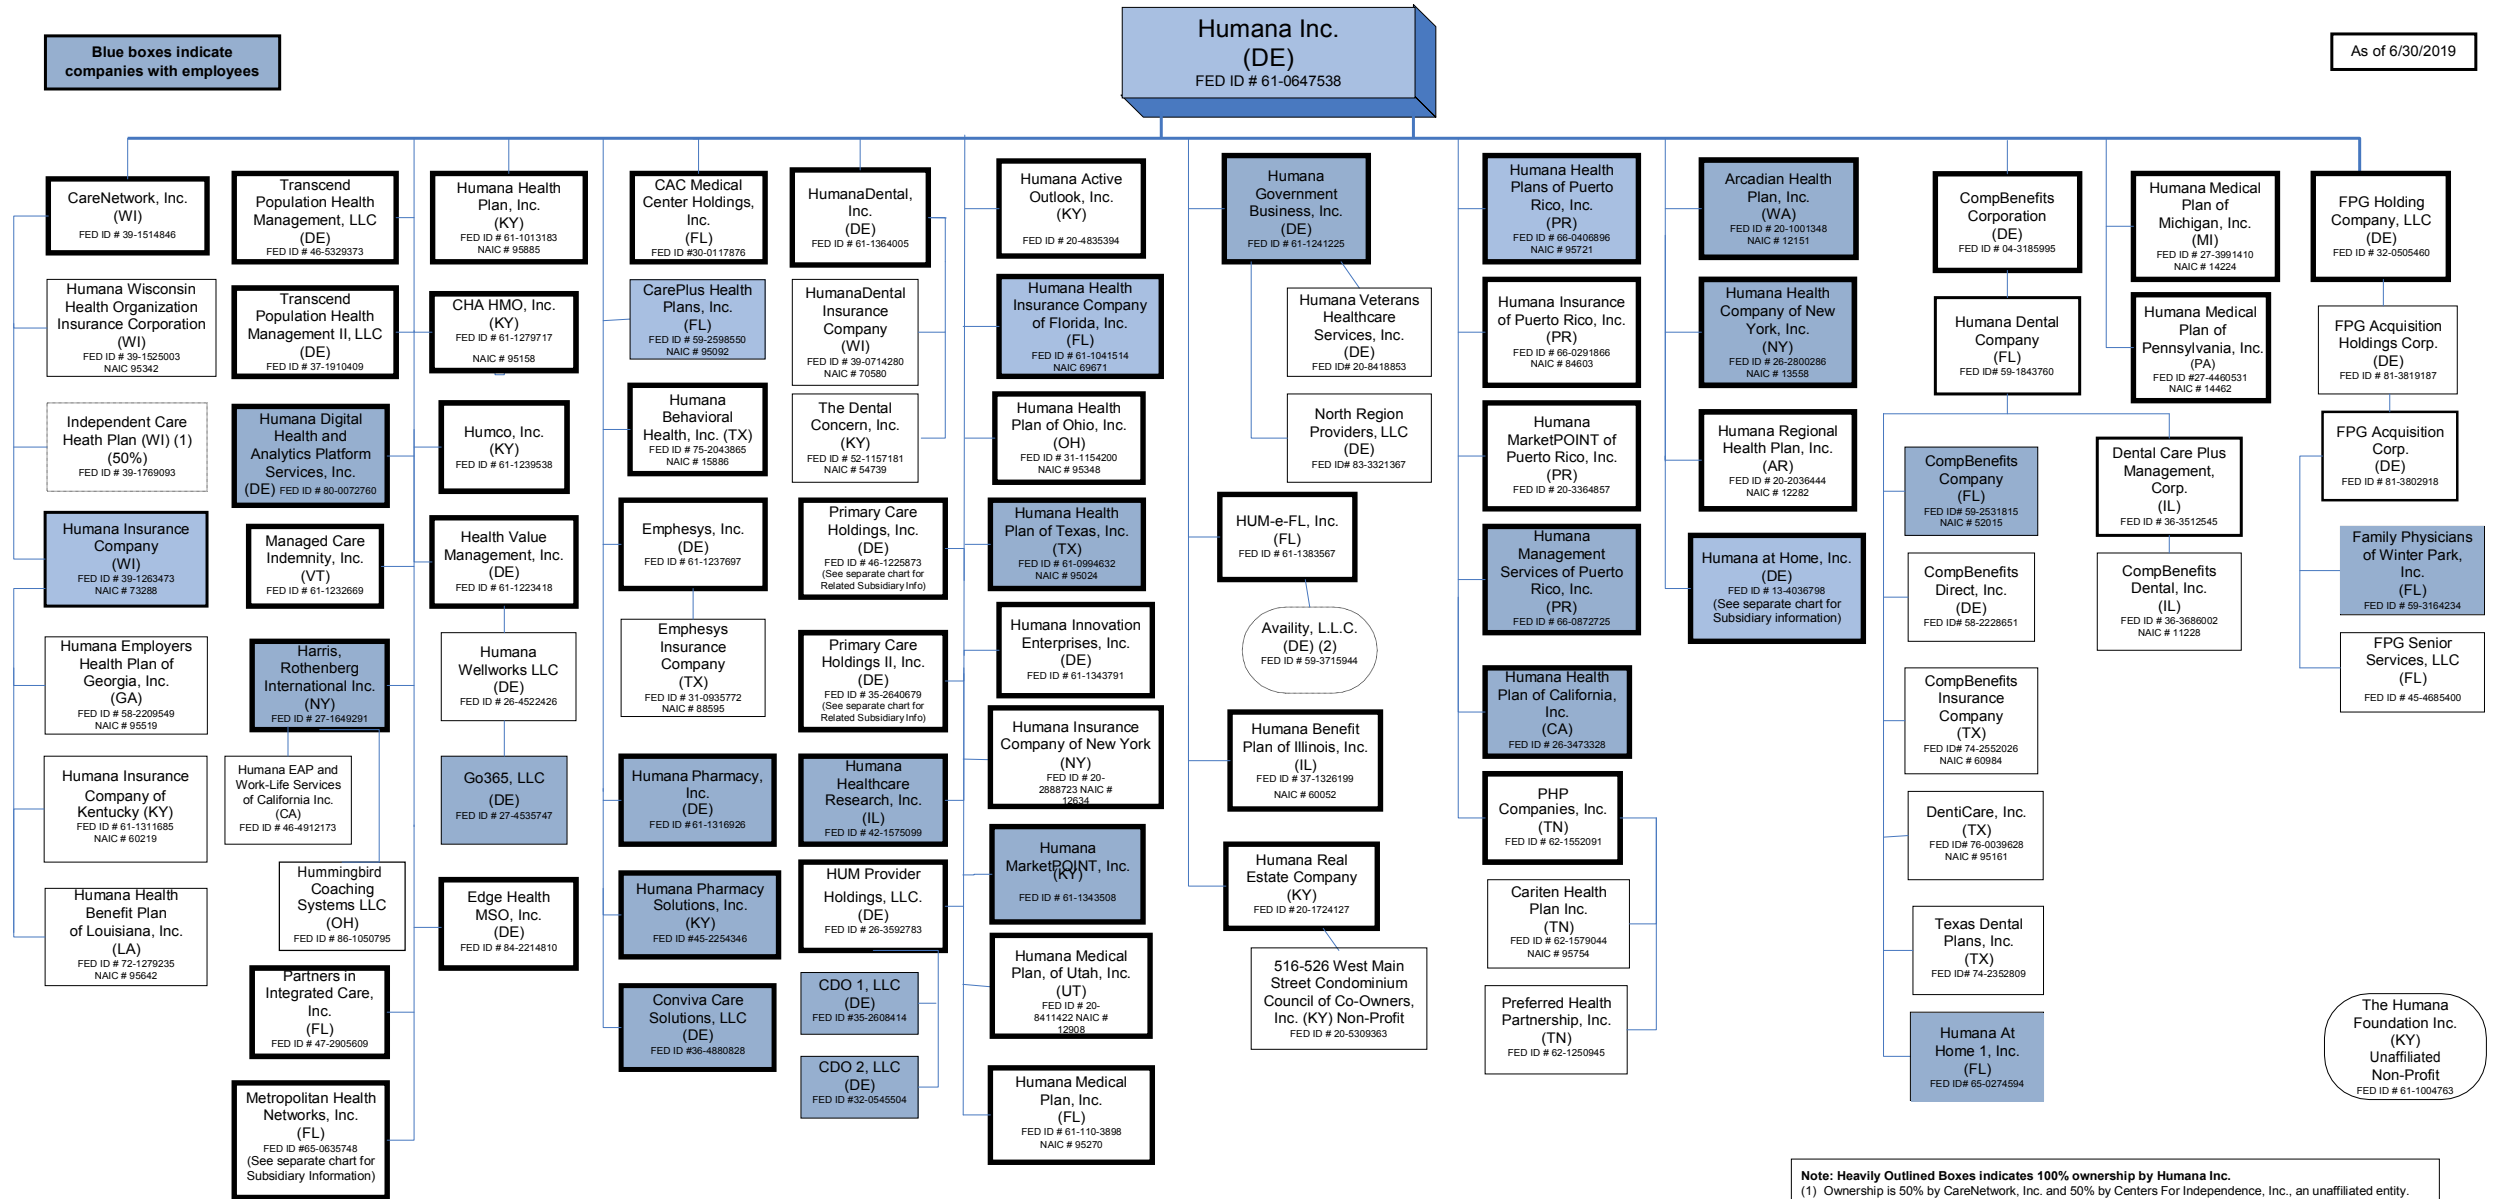 Humana Inc.
(DE)
FED ID # 61-0647538
Blue boxes indicate
companies with employees
As of 6/30/2019
CareNetwork, Inc.
(WI)
FED ID # 39-1514846
Humana Wisconsin
Health Organization
Insurance Corporation
(WI)
FED ID # 39-1525003
NAIC 95342
Independent Care
Heath Plan (WI) (1)
(50%)
FED ID # 39-1769093
Humana Insurance
Company
(WI)
FED ID # 39-1263473
NAIC # 73288
Humana Employers
Health Plan of
Georgia, Inc.
(GA)
FED ID # 58-2209549
NAIC # 95519
Humana Insurance
Company of
Kentucky (KY)
FED ID # 61-1311685
NAIC # 60219
Humana Health
Benefit Plan
of Louisiana, Inc.
(LA)
FED ID # 72-1279235
NAIC # 95642
Transcend
Population Health
Management, LLC
(DE)
FED ID # 46-5329373
Transcend
Population Health
Management II, LLC
(DE)
FED ID # 37-1910409
Humana Digital
Health and
Analytics Platform
Services, Inc.
(DE) FED ID # 80-0072760
Managed Care
Indemnity, Inc.
(VT)
FED ID # 61-1232669
Harris,
Rothenberg
International Inc.
(NY)
FED ID # 27-1649291
Humana EAP and
Work-Life Services
of California Inc.
(CA)
FED ID # 46-4912173
Hummingbird
Coaching
Systems LLC
(OH)
FED ID # 86-1050795
Partners in
Integrated Care,
Inc.
(FL)
FED ID # 47-2905609
Metropolitan Health
Networks, Inc.
(FL)
FED ID #65-0635748
(See separate chart for
Subsidiary Information)
Humana Health
Plan, Inc.
(KY)
FED ID # 61-1013183
NAIC # 95885
CHA HMO, Inc.
(KY)
FED ID # 61-1279717
NAIC # 95158
Humco, Inc.
(KY)
FED ID # 61-1239538
Health Value
Management, Inc.
(DE)
FED ID # 61-1223418
Humana
Wellworks LLC
(DE)
FED ID # 26-4522426
Go365, LLC
(DE)
FED ID # 27-4535747
Edge Health
MSO, Inc.
(DE)
FED ID # 84-2214810
CAC Medical
Center Holdings,
Inc.
(FL)
FED ID #30-0117876
CarePlus Health
Plans, Inc.
(FL)
FED ID # 59-2598550
NAIC # 95092
Humana
Behavioral
Health, Inc. (TX)
FED ID # 75-2043865
NAIC # 15886
Emphesys, Inc.
(DE)
FED ID # 61-1237697
Emphesys
Insurance
Company
(TX)
FED ID # 31-0935772
NAIC # 88595
Humana Pharmacy,
Inc.
(DE)
FED ID #61-1316926
Humana Pharmacy
Solutions, Inc.
(KY)
FED ID #45-2254346
Conviva Care
Solutions, LLC
(DE)
FED ID #36-4880828
HumanaDental,
Inc.
(DE)
FED ID # 61-1364005
HumanaDental
Insurance
Company
(WI)
FED ID # 39-0714280
NAIC # 70580
The Dental
Concern, Inc.
(KY)
FED ID # 52-1157181
NAIC # 54739
Primary Care
Holdings, Inc.
(DE)
FED ID # 46-1225873
(See separate chart for
Related Subsidiary Info)
Primary Care
Holdings II, Inc.
(DE)
FED ID # 35-2640679
(See separate chart for
Related Subsidiary Info)
Humana
Healthcare
Research, Inc.
(IL)
FED ID # 42-1575099
HUM Provider
Holdings, LLC.
(DE)
FED ID # 26-3592783
CDO 1, LLC
(DE)
FED ID #35-2608414
CDO 2, LLC
(DE)
FED ID #32-0545504
Humana Active
Outlook, Inc.
(KY)
FED ID # 20-4835394
Humana Health
Insurance Company
of Florida, Inc.
(FL)
FED ID # 61-1041514
NAIC 69671
Humana Health
Plan of Ohio, Inc.
(OH)
FED ID # 31-1154200
NAIC # 95348
Humana Health
Plan of Texas, Inc.
(TX)
FED ID # 61-0994632
NAIC # 95024
Humana Innovation
Enterprises, Inc.
(DE)
FED ID # 61-1343791
Humana Insurance
Company of New York
(NY)
FED ID # 20-
2888723 NAIC #
12634
Humana
MarketPOINT, Inc.
(KY)
FED ID # 61-1343508
Humana Medical
Plan, of Utah, Inc.
(UT)
FED ID # 20-
8411422 NAIC #
12908
Humana Medical
Plan, Inc.
(FL)
FED ID # 61-110-3898
NAIC # 95270
Humana
Government
Business, Inc.
(DE)
FED ID # 61-1241225
Humana Veterans
Healthcare
Services, Inc.
(DE)
FED ID# 20-8418853
North Region
Providers, LLC
(DE)
FED ID# 83-3321367
HUM-e-FL, Inc.
(FL)
FED ID # 61-1383567
Availity, L.L.C.
(DE) (2)
FED ID # 59-3715944
Humana Benefit
Plan of Illinois, Inc.
(IL)
FED ID # 37-1326199
NAIC # 60052
Humana Real
Estate Company
(KY)
FED ID # 20-1724127
516-526 West Main
Street Condominium
Council of Co-Owners,
Inc. (KY) Non-Profit
FED ID # 20-5309363
Humana Health
Plans of Puerto
Rico, Inc.
(PR)
FED ID # 66-0406896
NAIC # 95721
Humana Insurance
of Puerto Rico, Inc.
(PR)
FED ID # 66-0291866
NAIC # 84603
Humana
MarketPOINT of
Puerto Rico, Inc.
(PR)
FED ID # 20-3364857
Humana
Management
Services of Puerto
Rico, Inc.
(PR)
FED ID # 66-0872725
Humana Health
Plan of California,
Inc.
(CA)
FED ID # 26-3473328
PHP
Companies, Inc.
(TN)
FED ID # 62-1552091
Cariten Health
Plan Inc.
(TN)
FED ID # 62-1579044
NAIC # 95754
Preferred Health
Partnership, Inc.
(TN)
FED ID # 62-1250945
Arcadian Health
Plan, Inc.
(WA)
FED ID # 20-1001348
NAIC # 12151
Humana Health
Company of New
York, Inc.
(NY)
FED ID # 26-2800286
NAIC # 13558
Humana Regional
Health Plan, Inc.
(AR)
FED ID # 20-2036444
NAIC # 12282
Humana at Home, Inc.
(DE)
FED ID # 13-4036798
(See separate chart for
Subsidiary information)
CompBenefits
Corporation
(DE)
FED ID # 04-3185995
Humana Dental
Company
(FL)
FED ID# 59-1843760
CompBenefits
Company
(FL)
FED ID# 59-2531815
NAIC # 52015
CompBenefits
Direct, Inc.
(DE)
FED ID# 58-2228651
CompBenefits
Insurance
Company
(TX)
FED ID# 74-2552026
NAIC # 60984
DentiCare, Inc.
(TX)
FED ID# 76-0039628
NAIC # 95161
Texas Dental
Plans, Inc.
(TX)
FED ID# 74-2352809
Humana At
Home 1, Inc.
(FL)
FED ID# 65-0274594
Dental Care Plus
Management,
Corp.
(IL)
FED ID # 36-3512545
CompBenefits
Dental, Inc.
(IL)
FED ID # 36-3686002
NAIC # 11228
Humana Medical
Plan of
Michigan, Inc.
(MI)
FED ID # 27-3991410
NAIC # 14224
Humana Medical
Plan of
Pennsylvania, Inc.
(PA)
FED ID #27-4460531
NAIC # 14462
FPG Holding
Company, LLC
(DE)
FED ID # 32-0505460
FPG Acquisition
Holdings Corp.
(DE)
FED ID # 81-3819187
FPG Acquisition
Corp.
(DE)
FED ID # 81-3802918
Family Physicians
of Winter Park,
Inc.
(FL)
FED ID # 59-3164234
FPG Senior
Services, LLC
(FL)
FED ID # 45-4685400
The Humana
Foundation Inc.
(KY)
Unaffiliated
Non-Profit
FED ID # 61-1004763
Note: Heavily Outlined Boxes indicates 100% ownership by Humana Inc.
(1) Ownership is 50% by CareNetwork, Inc. and 50% by Centers For Independence, Inc., an unaffiliated entity.